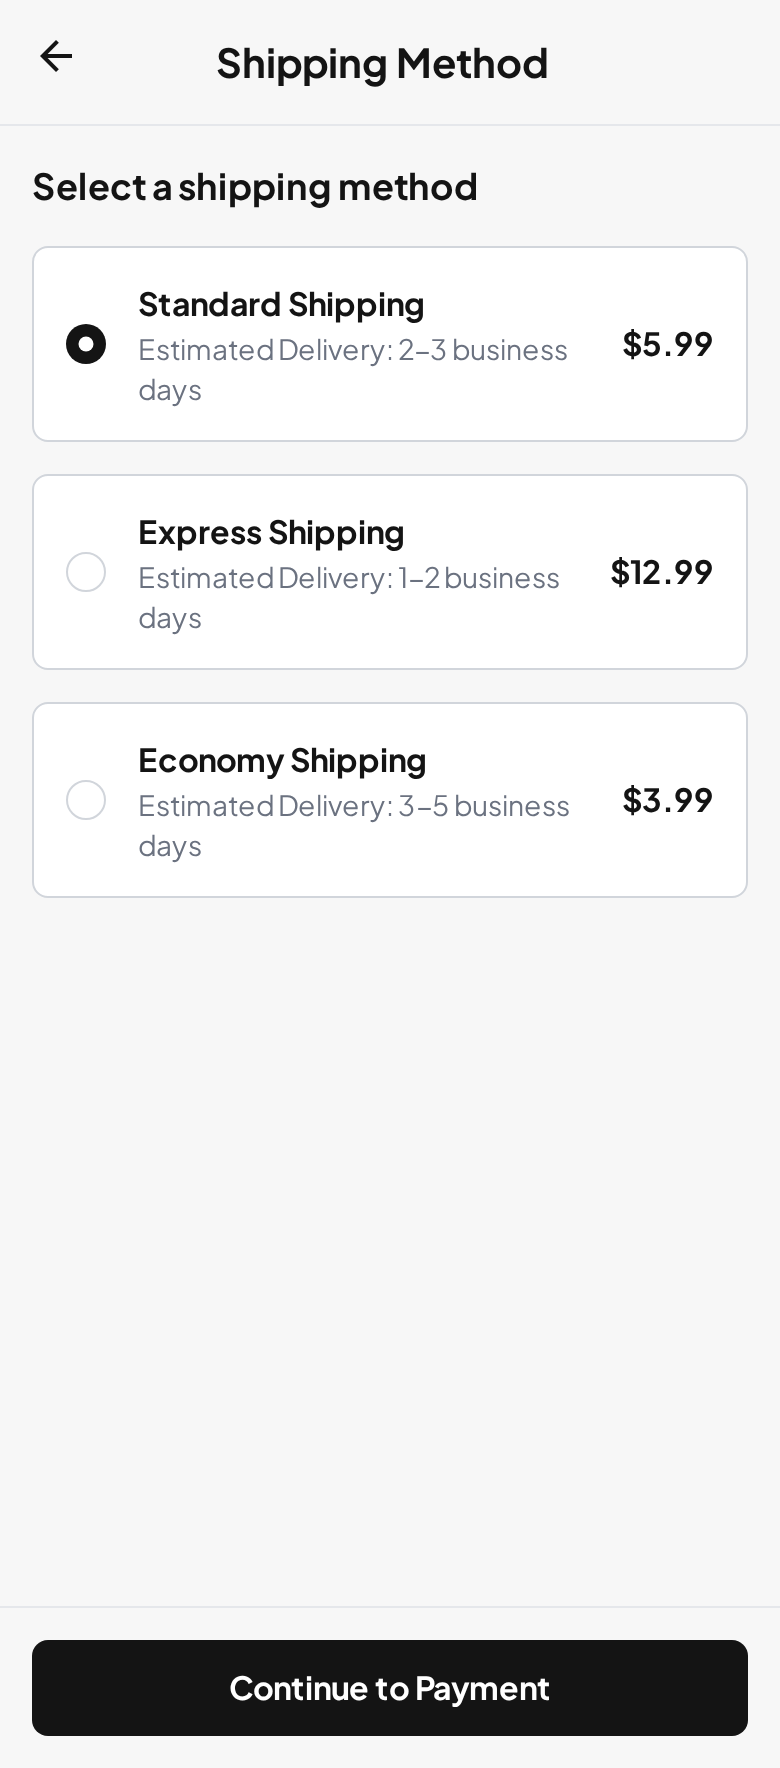 Shipping Method
Select a shipping method
Standard Shipping
Estimated Delivery: 2–3 business
days
$5.99
Express Shipping
Estimated Delivery: 1–2 business
days
$12.99
Economy Shipping
Estimated Delivery: 3–5 business
days
$3.99
Continue to Payment